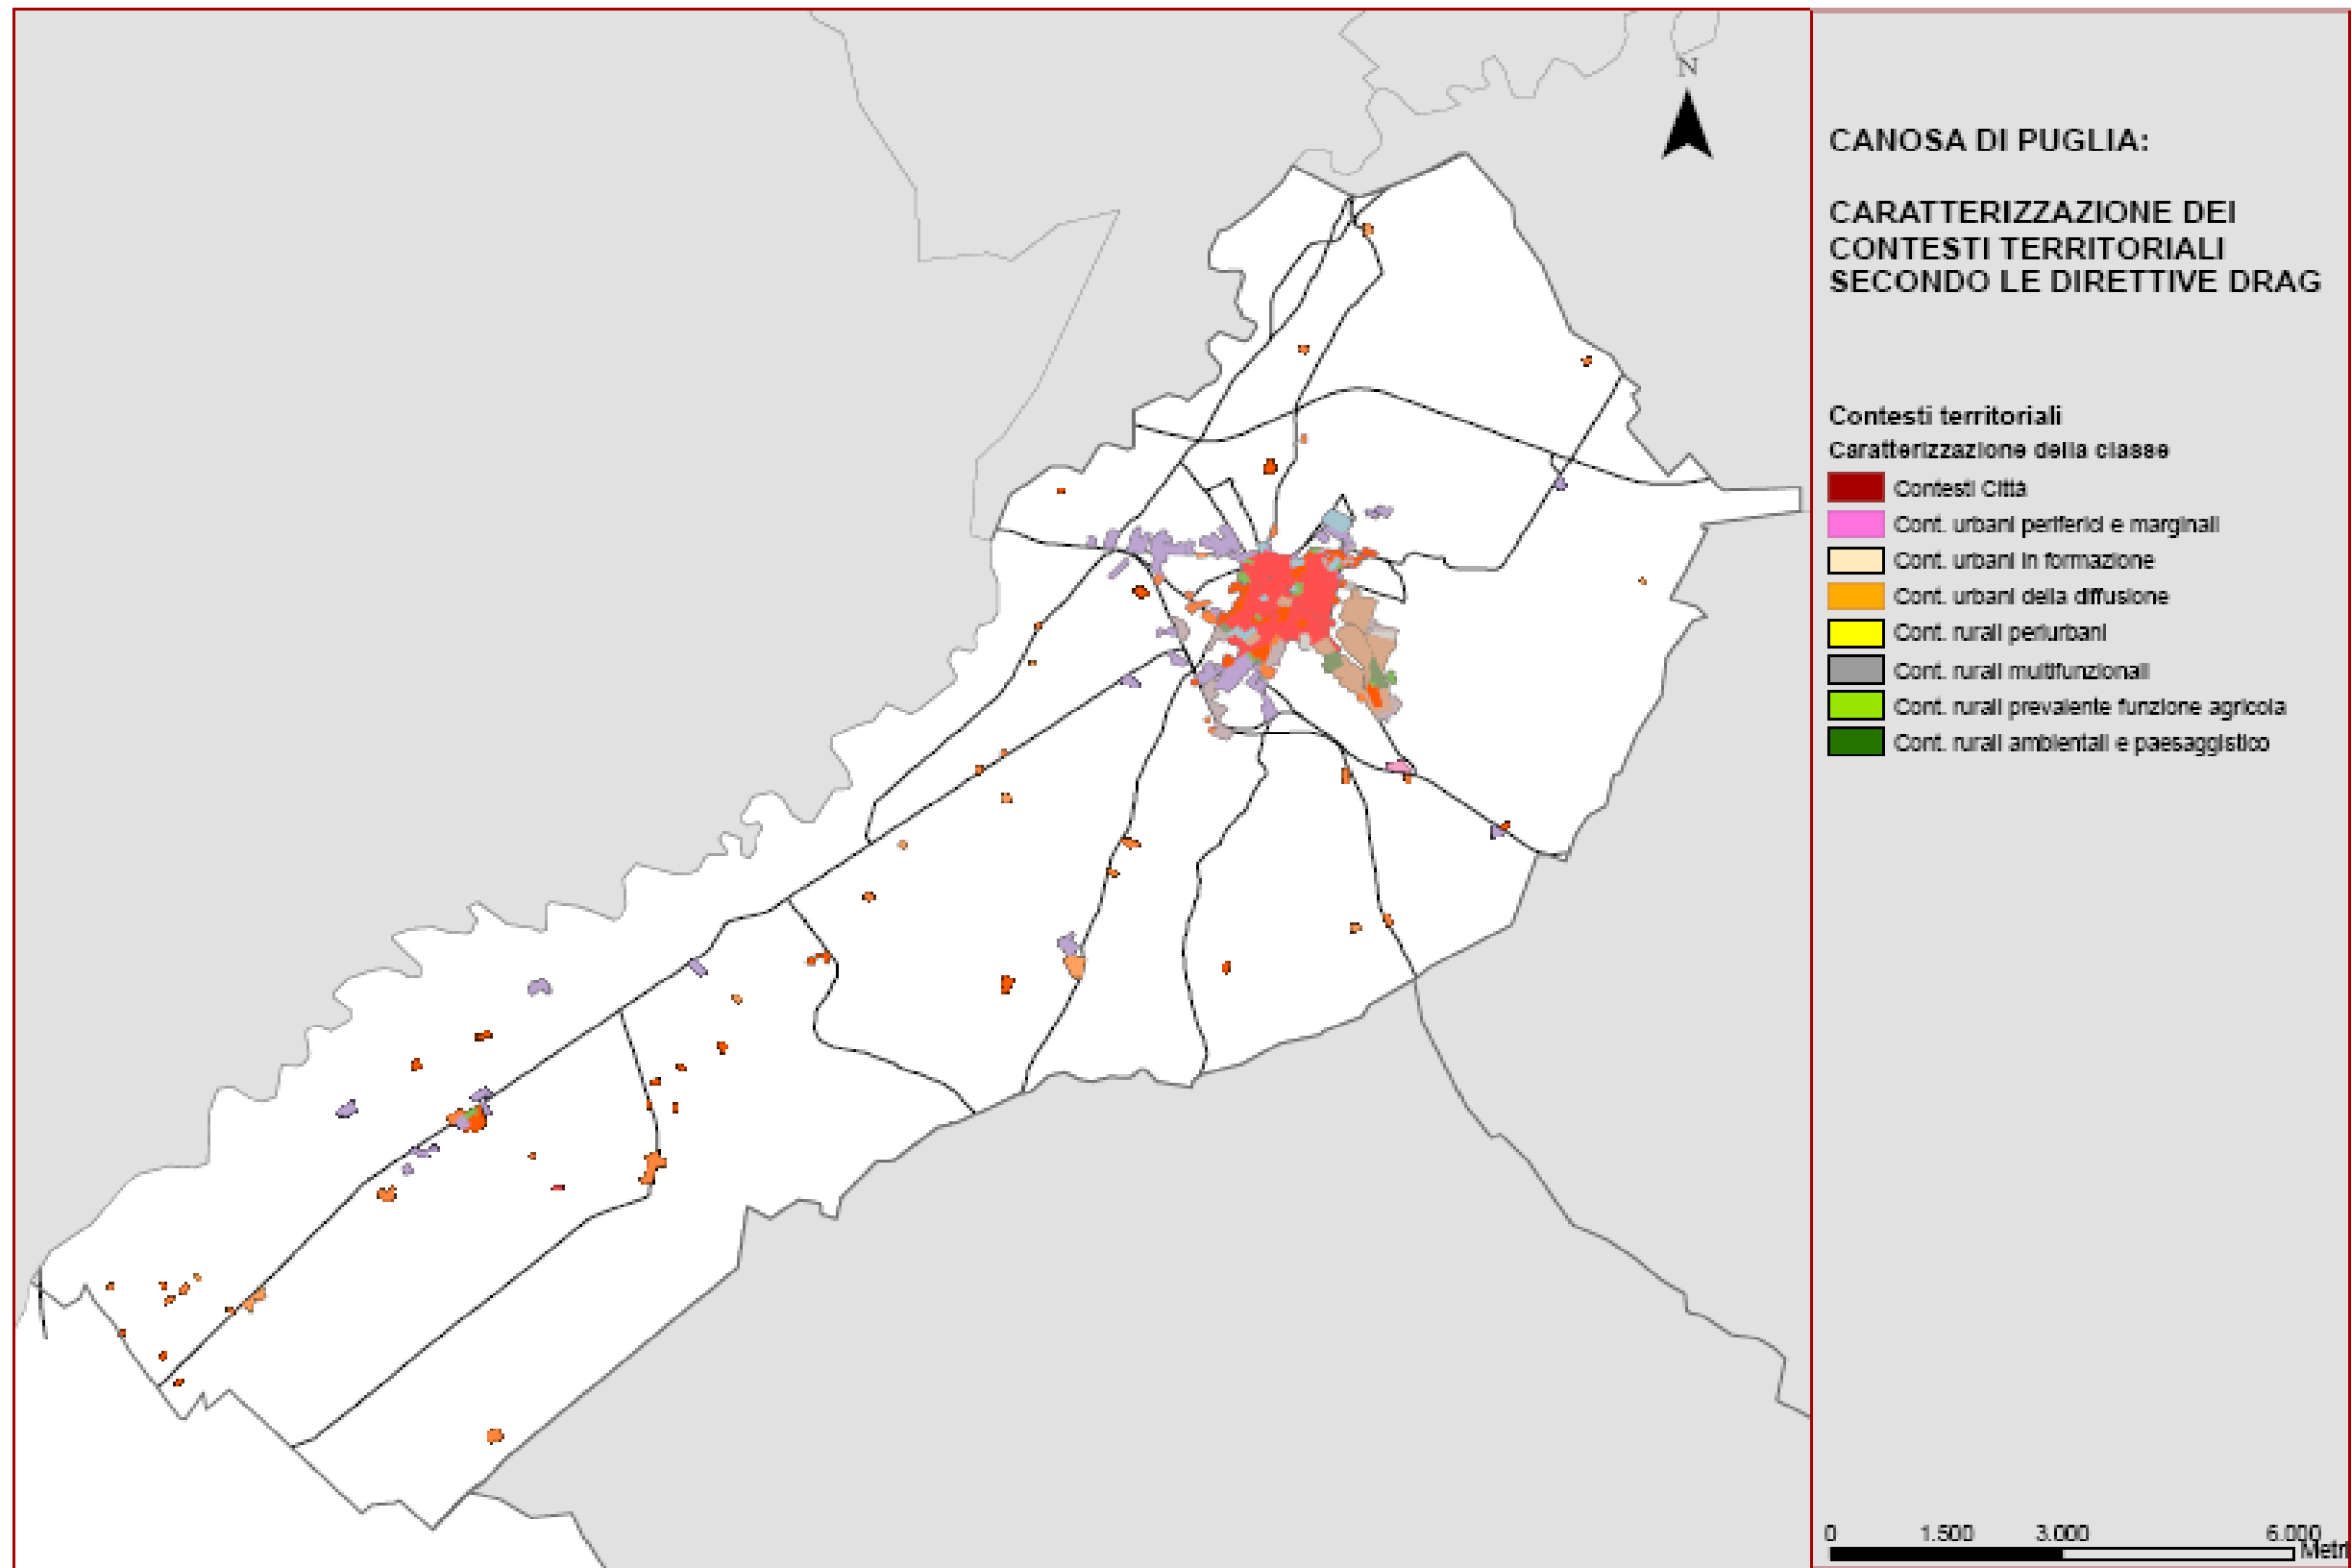 N
CANOSA DI PUGLIA:
CARATTERIZZAZIONE DEI
CONTESTI TERRITORIALI
SECONDO LE DIRETTIVE DRAG
Contesti territoriali
Caratterizzazione della classe
Contesti Città
Cont. urbani periferici e marginali
Cont. urbani in formazione
Cont. urbani della diffusione
Cont. rurali periurbani
Cont. rurali multifunzionali
Cont. rurali prevalente funzione agricola
Cont. rurali ambientali e paesaggistico
0 1.500 3.000 6.000
Metri